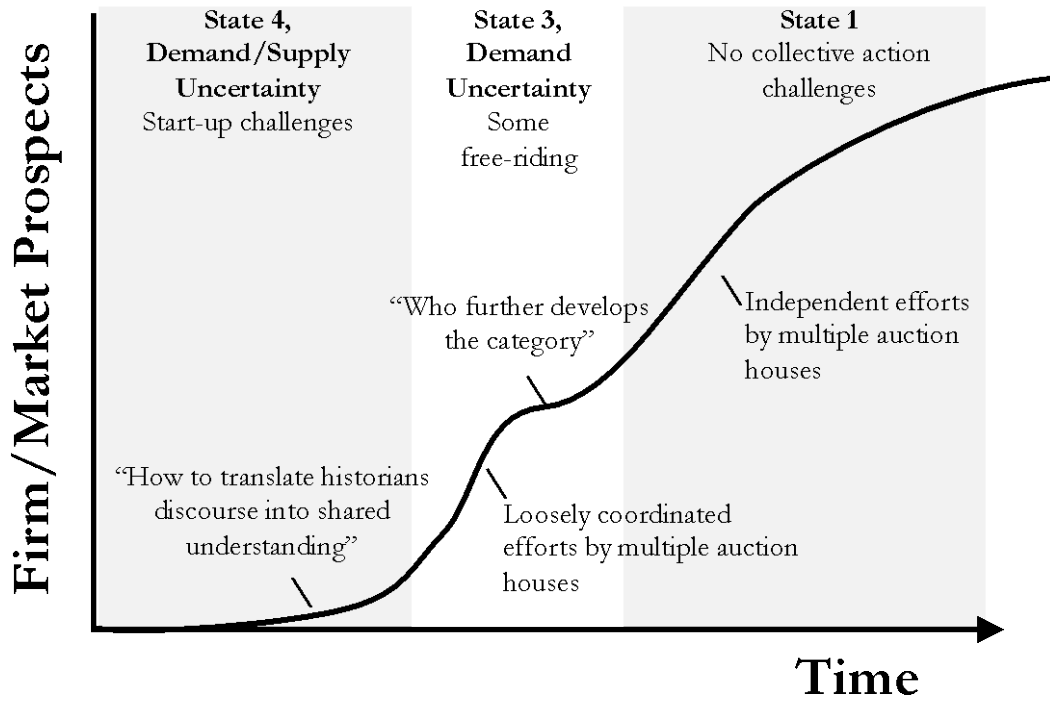 Firm/Market Prospects
State 4,
Demand/Supply
Uncertainty
Start-up challenges
State 3,
Demand
Uncertainty
Some
free-riding
State 1
No collective action
challenges
“Who further develops
the category”
Independent efforts
by multiple auction
houses
“How to translate historians
discourse into shared
understanding”
Loosely coordinated
efforts by multiple auction
houses
Time